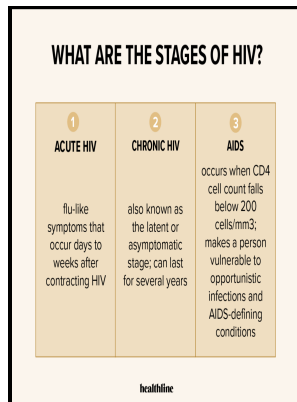 WHAT ARE THE STAGES OF HIV?
1
ACUTE HIV
flu-like
symptoms that
occur days to
weeks after
contracting HIV
2
CHRONIC HIV
also known as
the latent or
asymptomatic
stage; can last
for several years
3
AIDS
occurs when CD4
cell count falls
below 200
cells/mm3;
makes a person
vulnerable to
opportunistic
infections and
AIDS-defining
conditions
healthline